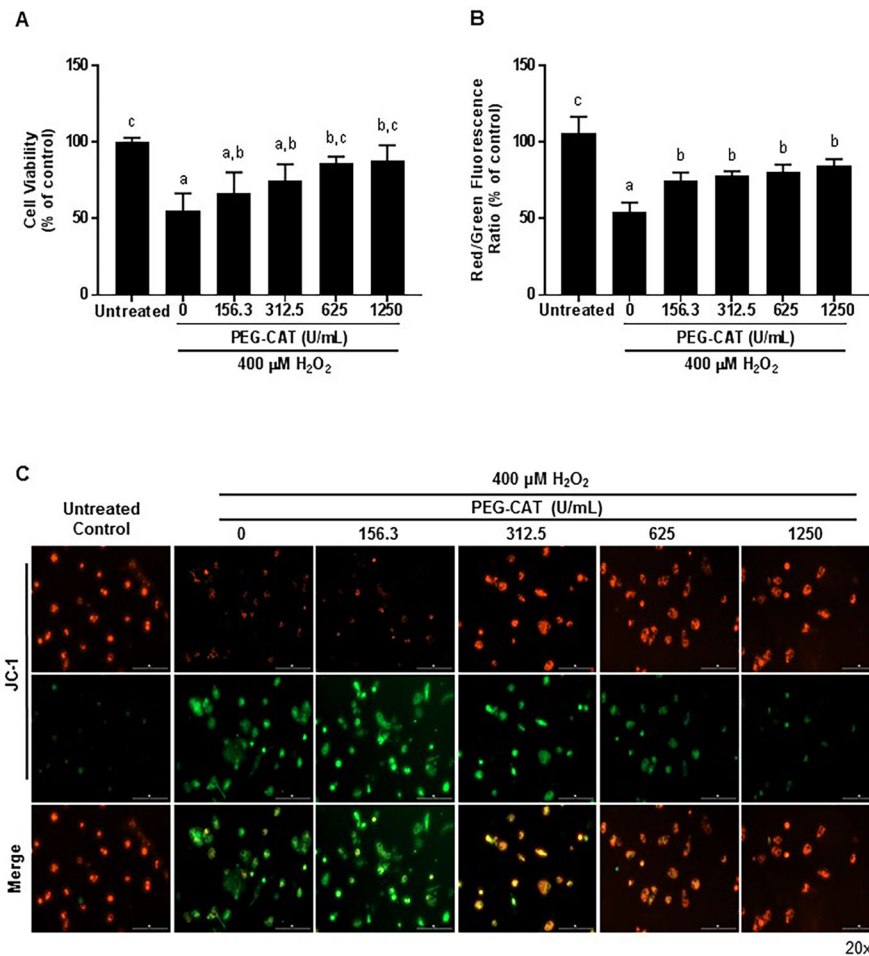 A
150
100
50
0
Cell Viability
(% of control)
c
a
a,b
a,b
b,c
b,c
Untreated 0 156.3 312.5 625 1250
PEG-CAT (U/mL)
400 µM H₂O₂
B
150
100
50
0
Red/Green Fluorescence
Ratio (% of control)
c
a
b
b
b
b
Untreated 0 156.3 312.5 625 1250
PEG-CAT (U/mL)
400 µM H₂O₂
C
400 µM H₂O₂
Untreated
Control
PEG-CAT (U/mL)
0 156.3 312.5 625 1250
JC-1
Merge
20x